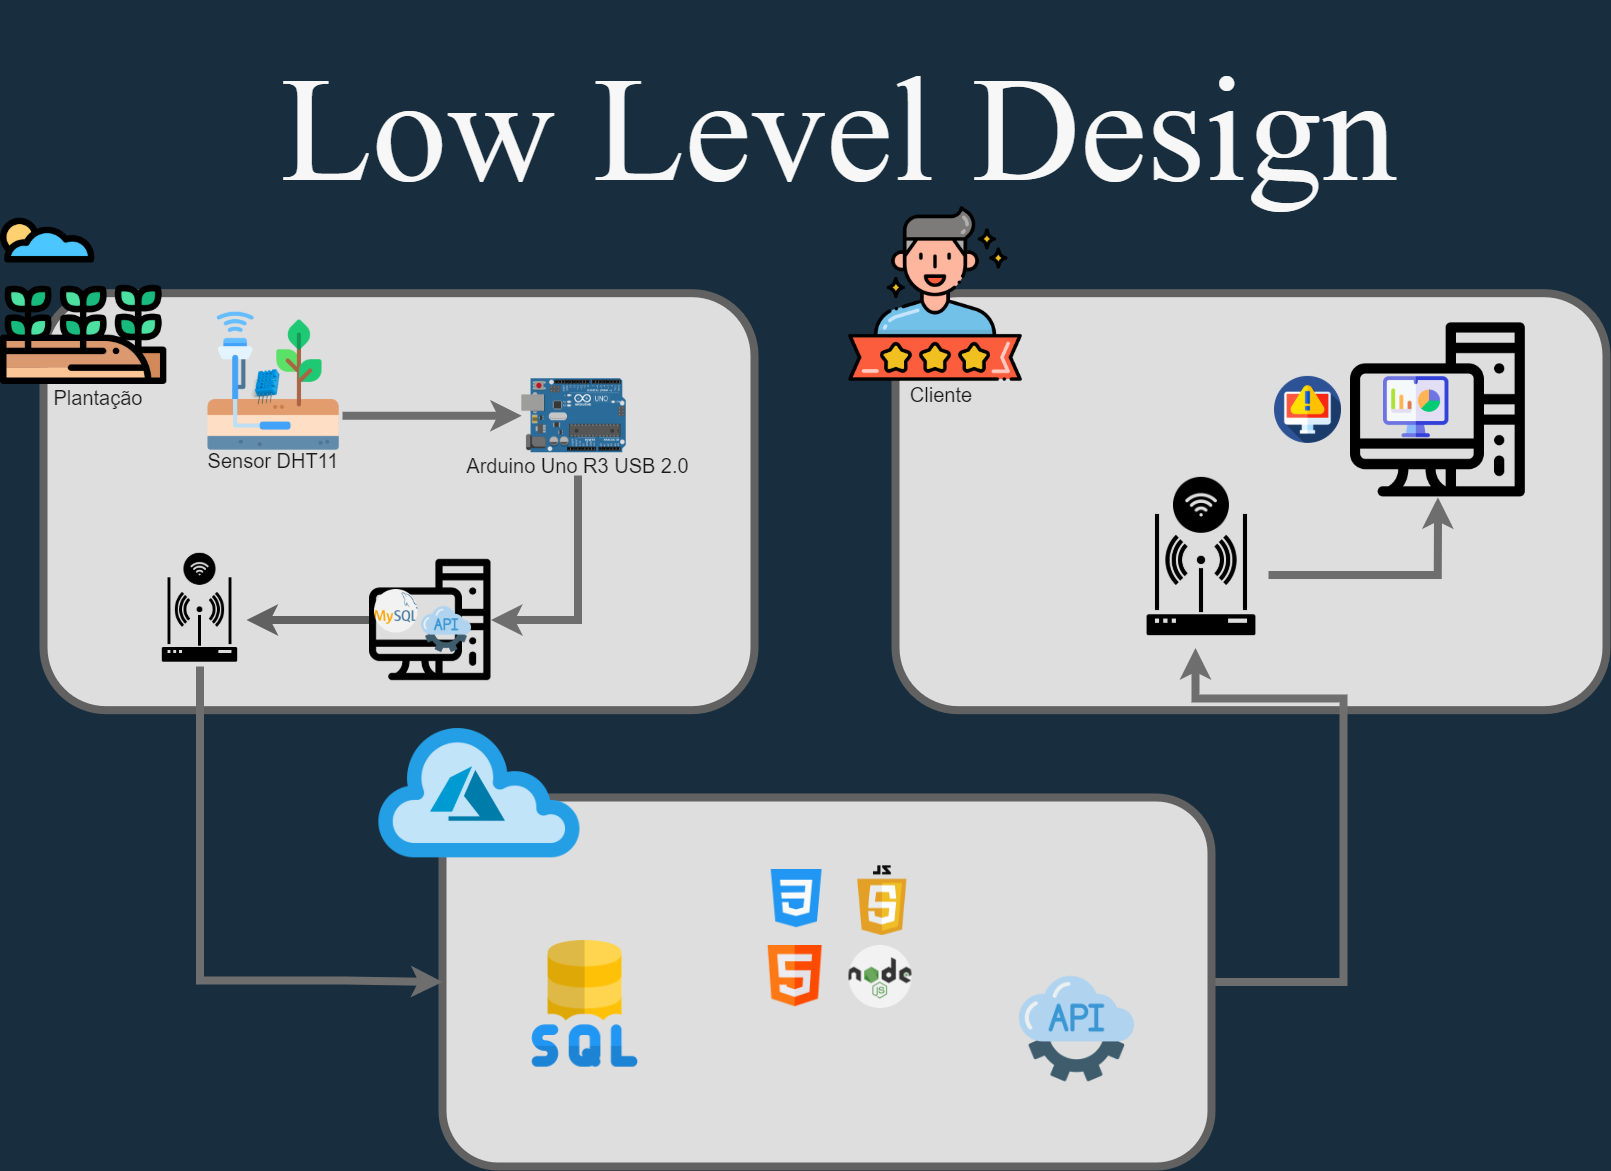 Low Level Design
Plantação
Sensor DHT11
UNO
Arduino Uno R3 USB 2.0
MySQL
API
Cliente
JS
node
JS
SQL
API